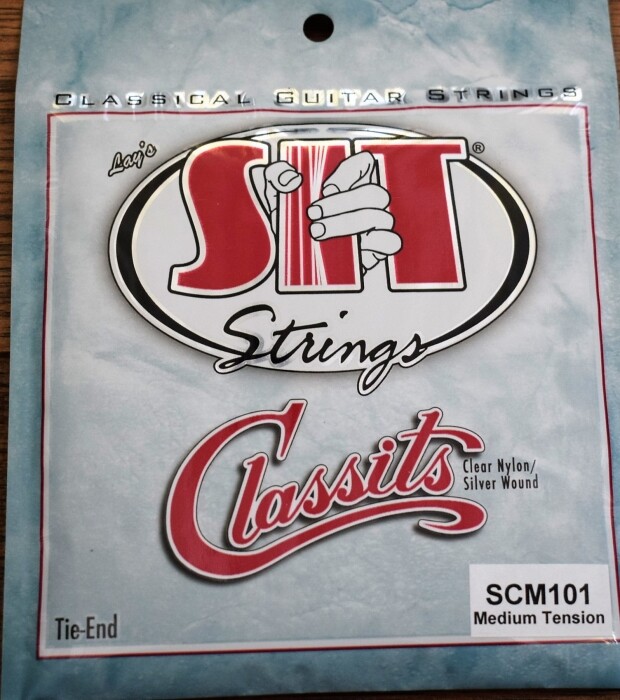 CLASSICAL GUITAR STRINGS
Lay's
SIT®
Strings
Classits
Clear Nylon/
Silver Wound
SCM101
Medium Tension
Tie-End